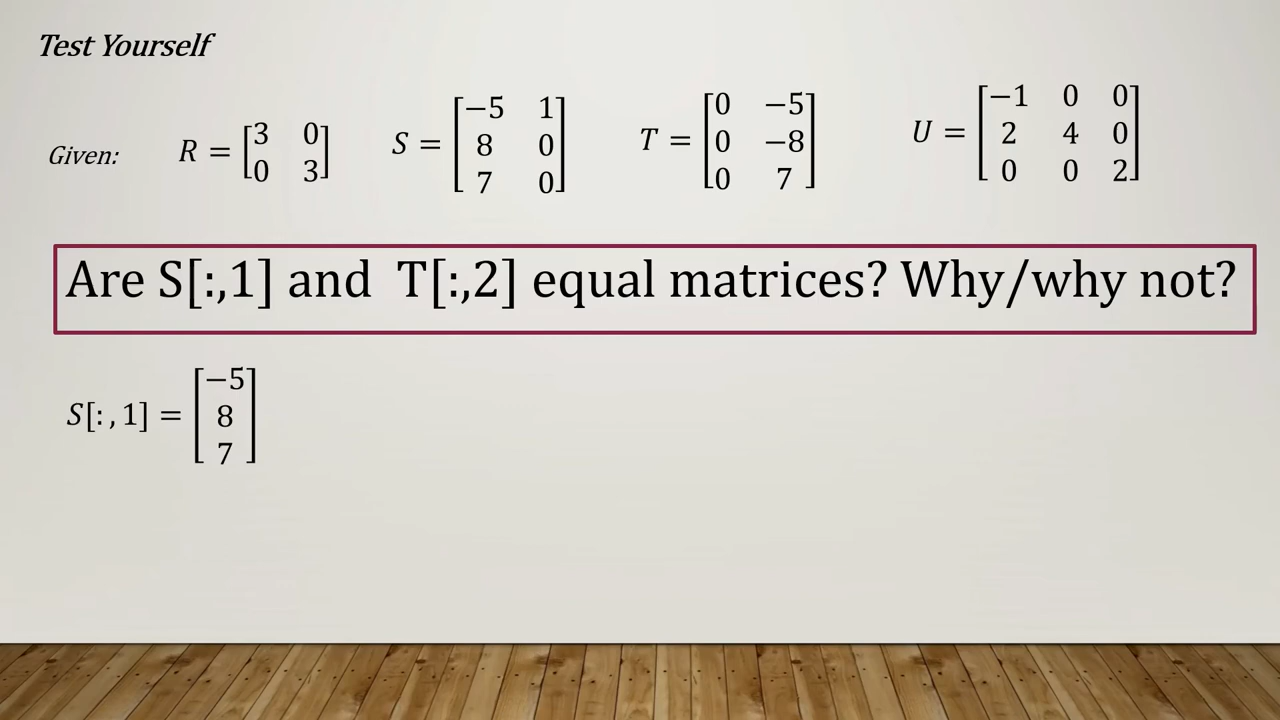 Test Yourself
Given: R = [3 0; 0 3] S = [−5 1; 8 0; 7 0] T = [0 −5; 0 −8; 0 7] U = [−1 0 0; 2 4 0; 0 0 2]
Are S[:,1] and T[:,2] equal matrices? Why/why not?
S[:,1] = [−5; 8; 7]